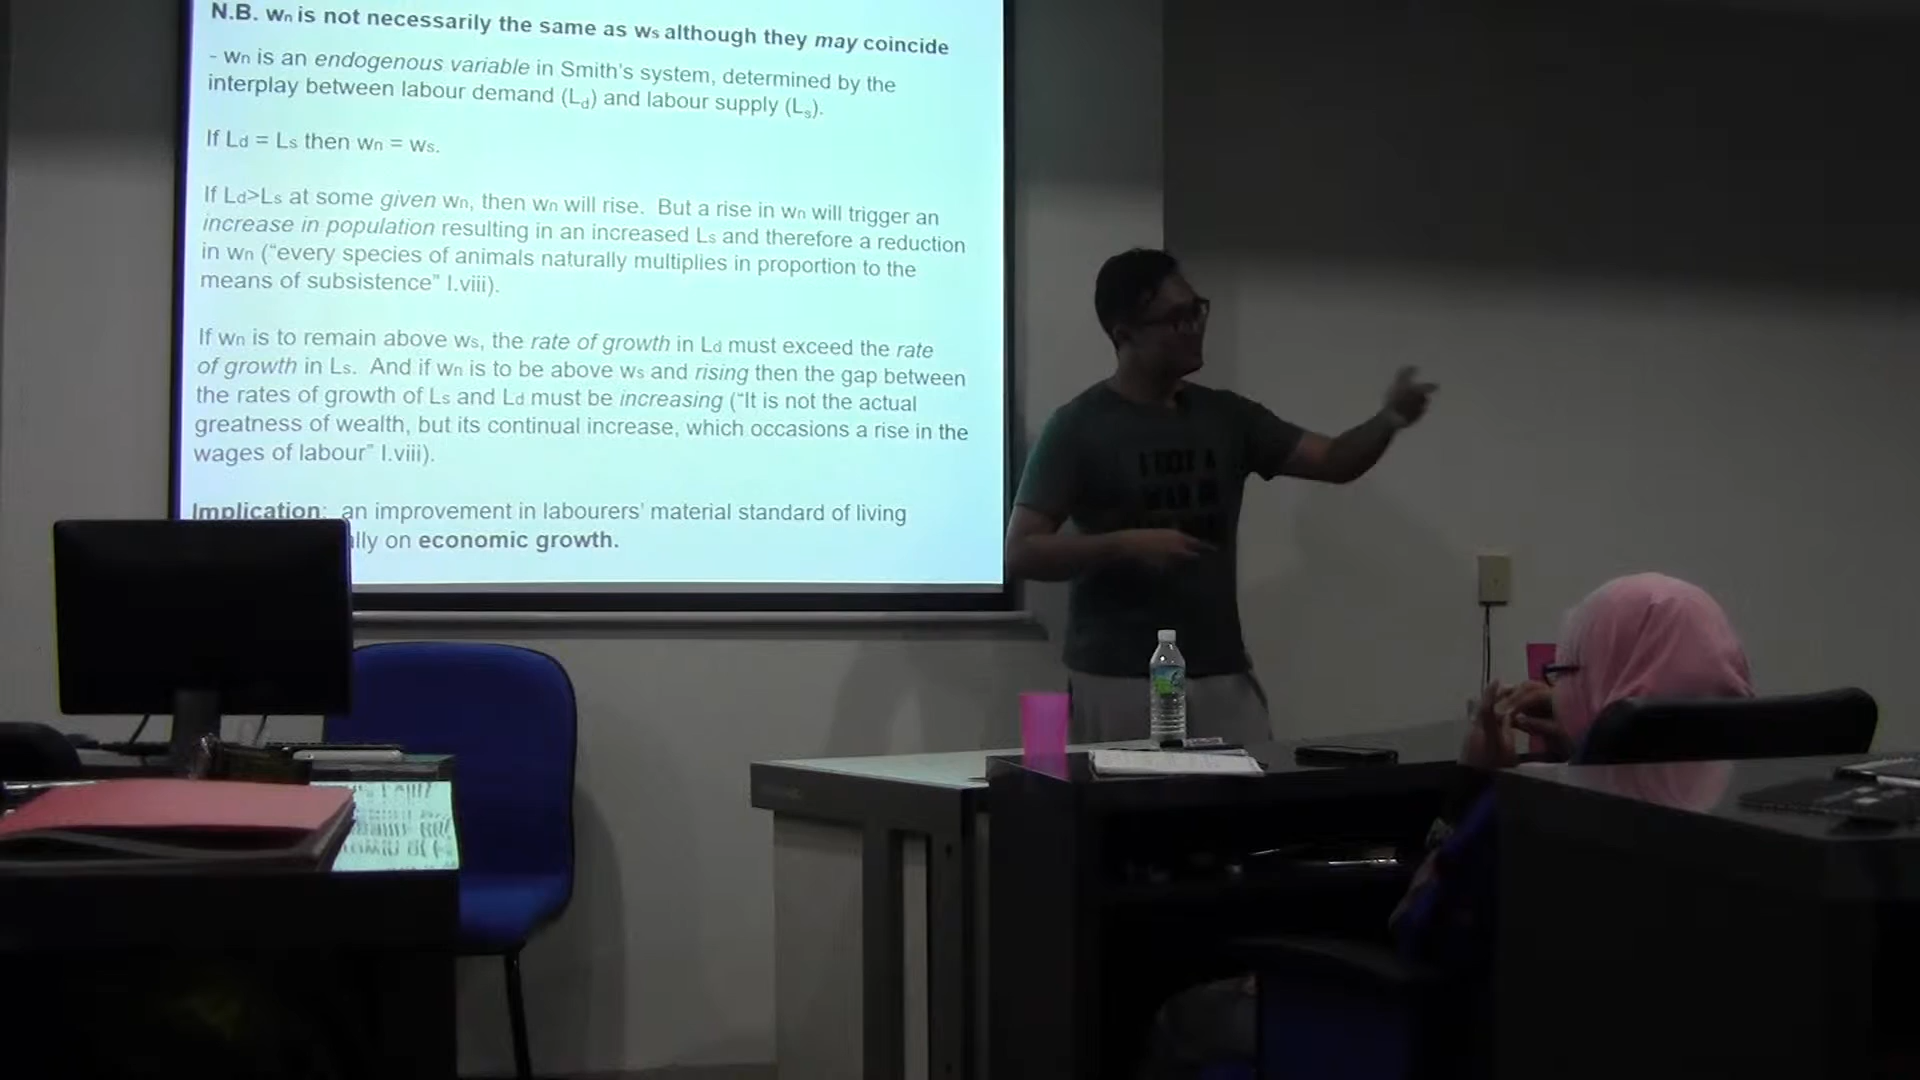 N.B. wn is not necessarily the same as ws although they may coincide
- wn is an endogenous variable in Smith's system, determined by the
interplay between labour demand (Ld) and labour supply (Ls).
If Ld = Ls then wn = ws.
If Ld>Ls at some given wn, then wn will rise. But a rise in wn will trigger an
increase in population resulting in an increased Ls and therefore a reduction
in wn (“every species of animals naturally multiplies in proportion to the
means of subsistence” I.viii).
If wn is to remain above ws, the rate of growth in Ld must exceed the rate
of growth in Ls. And if wn is to be above ws and rising then the gap between
the rates of growth of Ls and Ld must be increasing (“It is not the actual
greatness of wealth, but its continual increase, which occasions a rise in the
wages of labour” I.viii).
Implication: an improvement in labourers’ material standard of living
lly on economic growth.